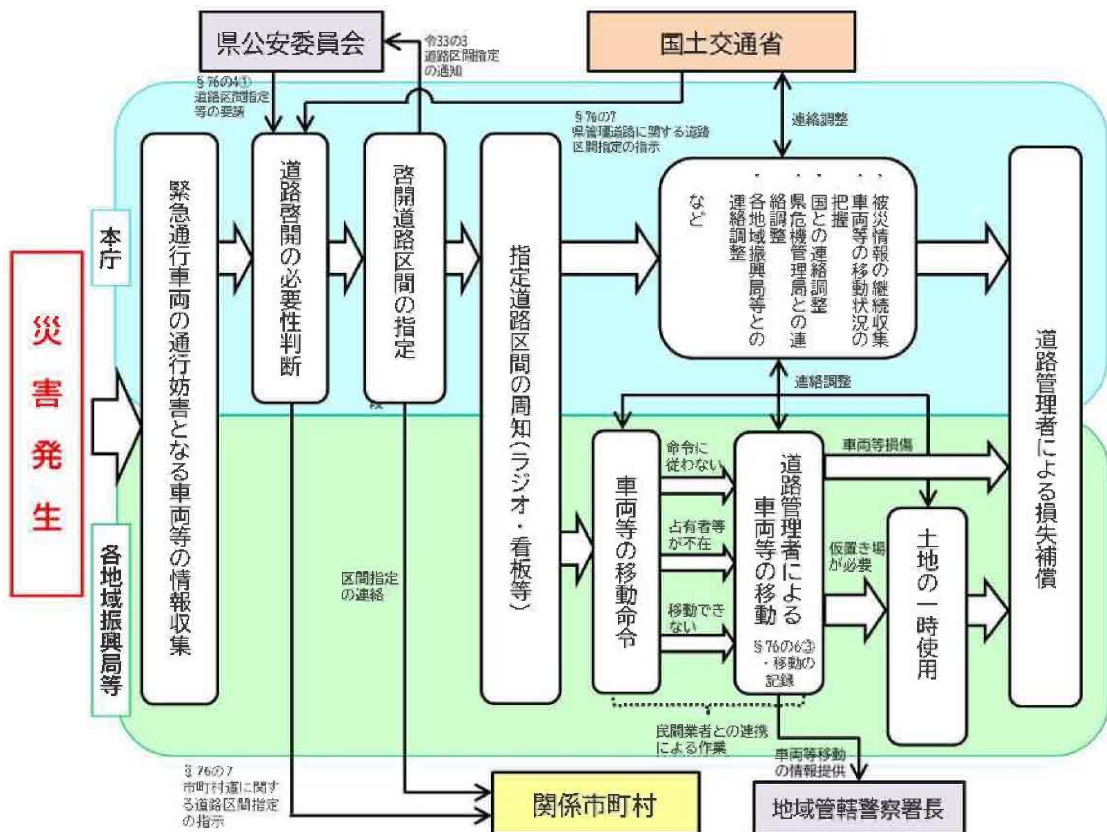 県公安委員会
国土交通省
令33の3
道路区間指定
の通知
§76の4①
道路区間指定
等の要請
§76の7
県管理道路に関する道路
区間指定の指示
連絡調整
災害発生
本庁
各地域振興局等
緊急通行車両の通行妨害となる車両等の情報収集
道路啓開の必要性判断
啓開道路区間の指定
指定道路区間の周知(ラジオ・看板等)
・被災情報の継続収集
・車両等の移動状況の
把握
・国との連絡調整
・県危機管理局との連
絡調整
・各地域振興局等との
連絡調整
など
道路管理者による損失補償
連絡調整
段
車両等の移動命令
命令に
従わない
占有者等
が不在
移動でき
ない
道路管理者による
車両等の移動
§76の6③
・移動の
記録
車両等損傷
仮置き場
が必要
土地の一時使用
区間指定
の連絡
民間業者との連携
による作業
車両等移動
の情報提供
§76の7
市町村道に関す
る道路区間指定
の指示
関係市町村
地域管轄警察署長